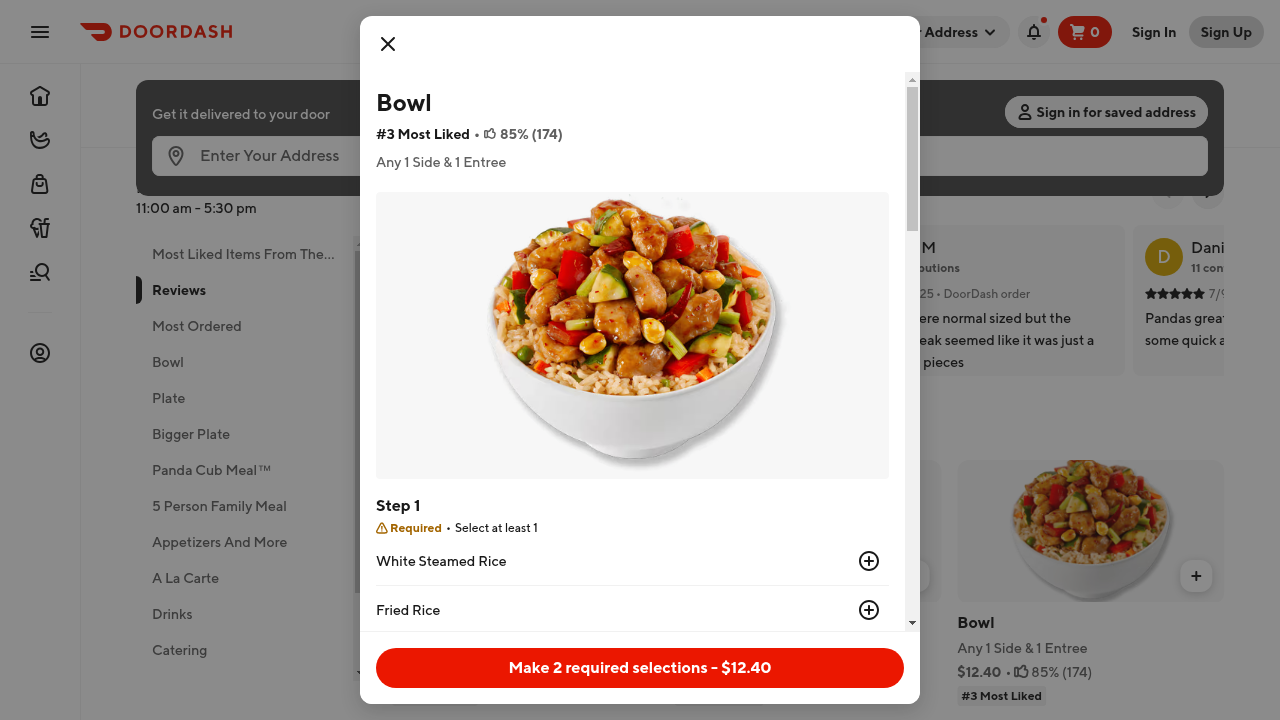 DOORDASH
Address
0
Sign In
Sign Up
Get it delivered to your door
Sign in for saved address
Enter Your Address
11:00 am - 5:30 pm
Most Liked Items From The...
Reviews
Most Ordered
Bowl
Plate
Bigger Plate
Panda Cub Meal™
5 Person Family Meal
Appetizers And More
A La Carte
Drinks
Catering
Bowl
#3 Most Liked • 85% (174)
Any 1 Side & 1 Entree
Step 1
Required • Select at least 1
White Steamed Rice
Fried Rice
Make 2 required selections - $12.40
M
25 • DoorDash order
ere normal sized but the
eak seemed like it was just a
pieces
D
Dani
11 con
7/
Pandas grea
some quick a
Bowl
Any 1 Side & 1 Entree
$12.40 • 85% (174)
#3 Most Liked